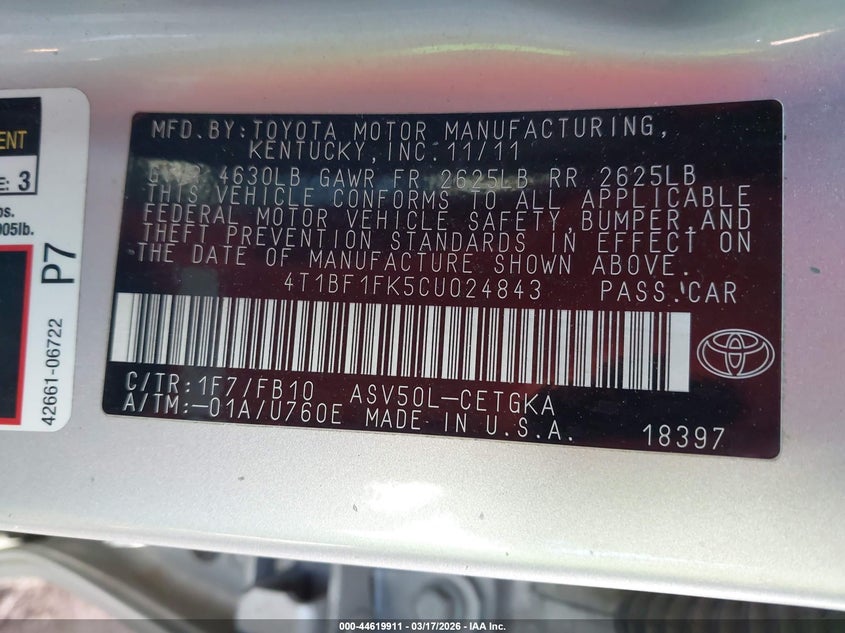 MFD.BY:TOYOTA MOTOR MANUFACTURING,
KENTUCKY,INC.11/11
4630LB GAWR FR 2625LB RR 2625LB
THIS VEHICLE CONFORMS TO ALL APPLICABLE
FEDERAL MOTOR VEHICLE SAFETY,BUMPER,AND
THEFT PREVENTION STANDARDS IN EFFECT ON
THE DATE OF MANUFACTURE SHOWN ABOVE.
4T1BF1FK5CU024843 PASS.CAR
C/TR:1F7/FB10 ASV50L-CETGKA
A/TM:-01A/U760E MADE IN U.S.A.
18397
3
P7
42661-06722
000-44619911 - 03/17/2026 - IAA Inc.